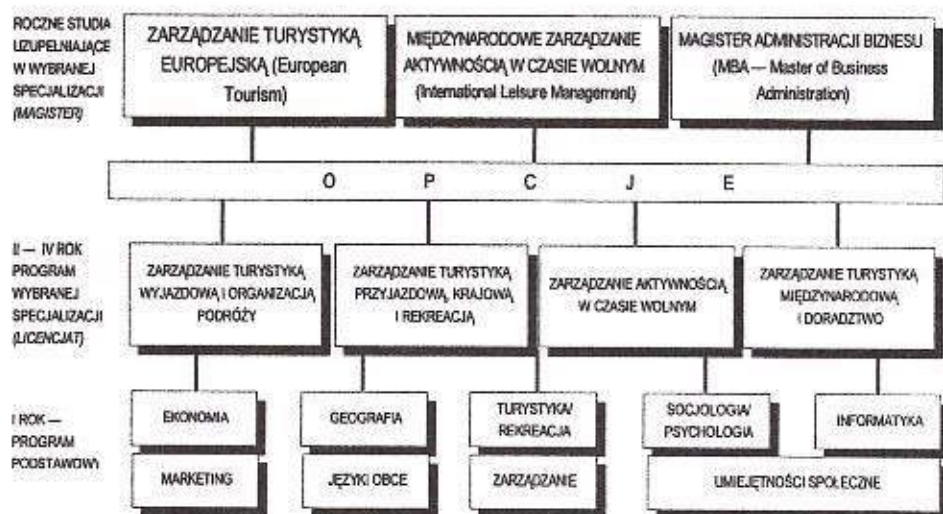 ROCZNE STUDIA
UZUPEŁNIAJĄCE
W WYBRANEJ
SPECJALIZACJI
(MAGISTER)
ZARZĄDZANIE TURYSTYKĄ
EUROPEJSKĄ (European
Tourism)
MIĘDZYNARODOWE ZARZĄDZANIE
AKTYWNOŚCIĄ W CZASIE WOLNYM
(International Leisure Management)
MAGISTER ADMINISTRACJI BIZNESU
(MBA — Master of Business
Administration)
O P C J E
II — IV ROK
PROGRAM
WYBRANEJ
SPECJALIZACJI
(LICENCJAT)
ZARZĄDZANIE TURYSTYKĄ
WYJAZDOWĄ I ORGANIZACJĄ
PODRÓŻY
ZARZĄDZANIE TURYSTYKĄ
PRZYJAZDOWĄ, KRAJOWĄ
I REKREACJĄ
ZARZĄDZANIE AKTYWNOŚCIĄ
W CZASIE WOLNYM
ZARZĄDZANIE TURYSTYKĄ
MIĘDZYNARODOWĄ
I DORADZTWO
I ROK —
PROGRAM
PODSTAWOWY
EKONOMIA
GEOGRAFIA
TURYSTYKA/
REKREACJA
SOCJOLOGIA/
PSYCHOLOGIA
INFORMATYKA
MARKETING
JĘZYKI OBCE
ZARZĄDZANIE
UMIEJĘTNOŚCI SPOŁECZNE